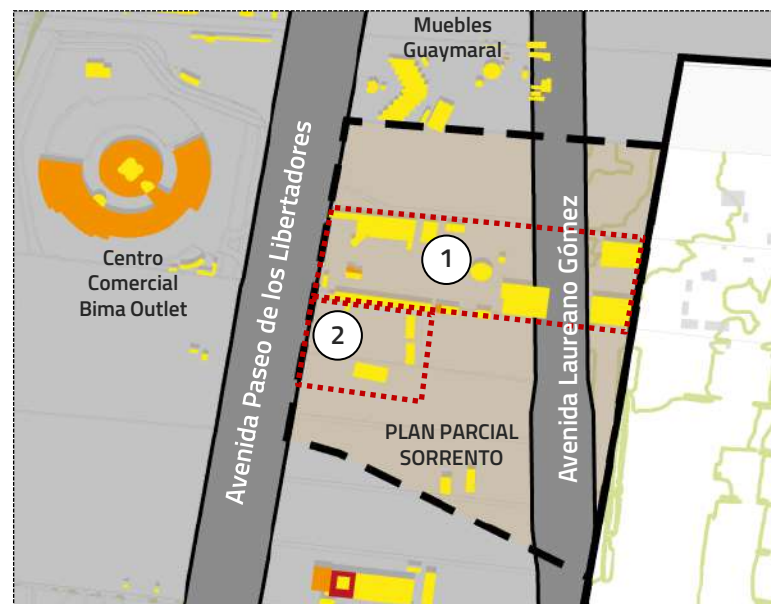 Muebles
Guaymaral
Avenida Paseo de los Libertadores
Centro
Comercial
Bima Outlet
1
2
Avenida Laureano Gómez
PLAN PARCIAL
SORRENTO